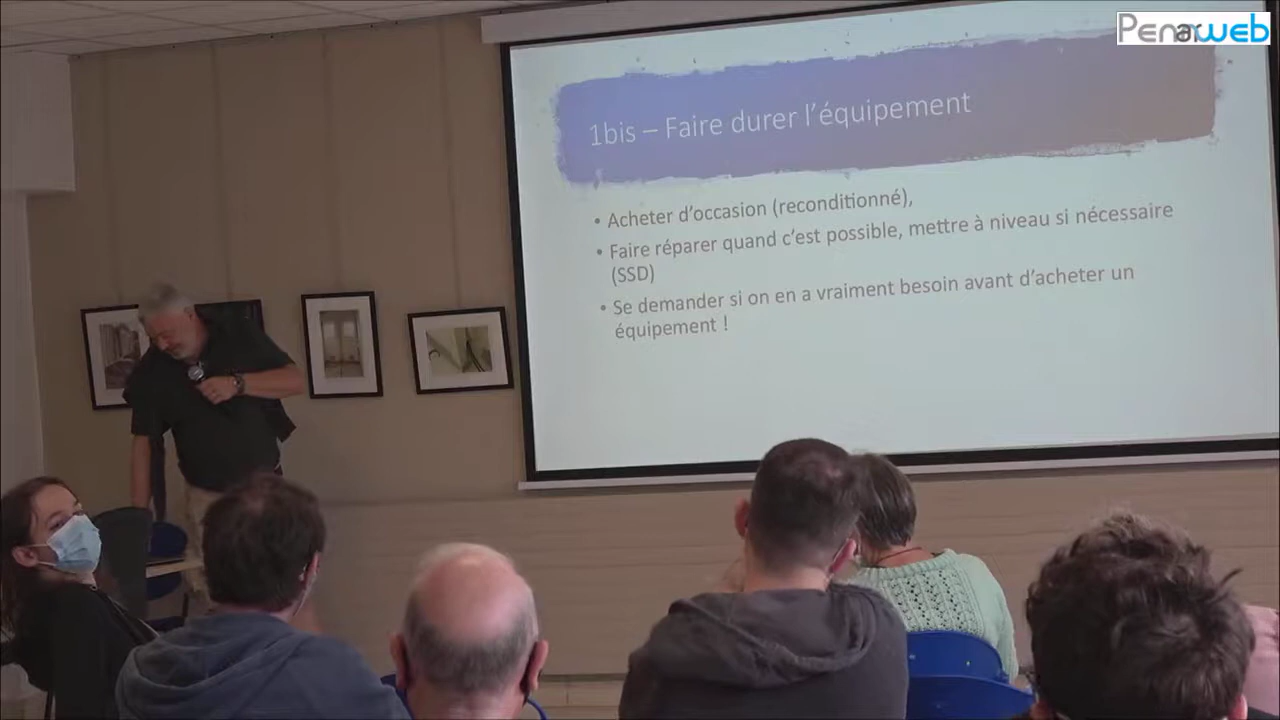 Penarweb
1bis – Faire durer l'équipement
• Acheter d'occasion (reconditionné),
• Faire réparer quand c'est possible, mettre à niveau si nécessaire
(SSD)
• Se demander si on en a vraiment besoin avant d'acheter un
équipement !